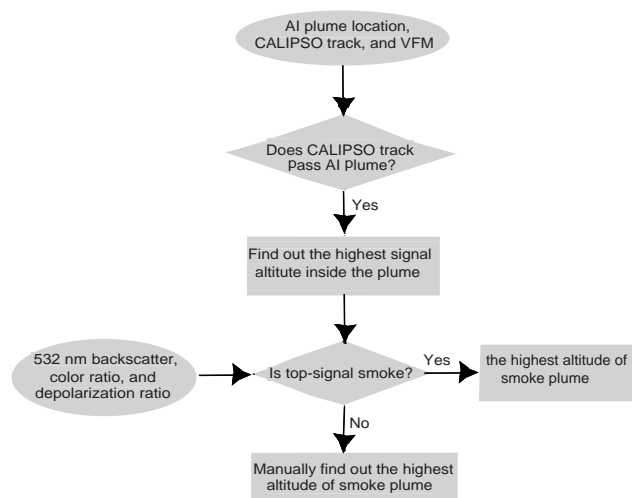 AI plume location,
CALIPSO track, and VFM
Does CALIPSO track
pass AI plume?
Yes
Find out the highest signal
altitute inside the plume
532 nm backscatter,
color ratio, and
depolarization ratio
Is top-signal smoke?
Yes
the highest altitude of
smoke plume
No
Manually find out the highest
altitude of smoke plume